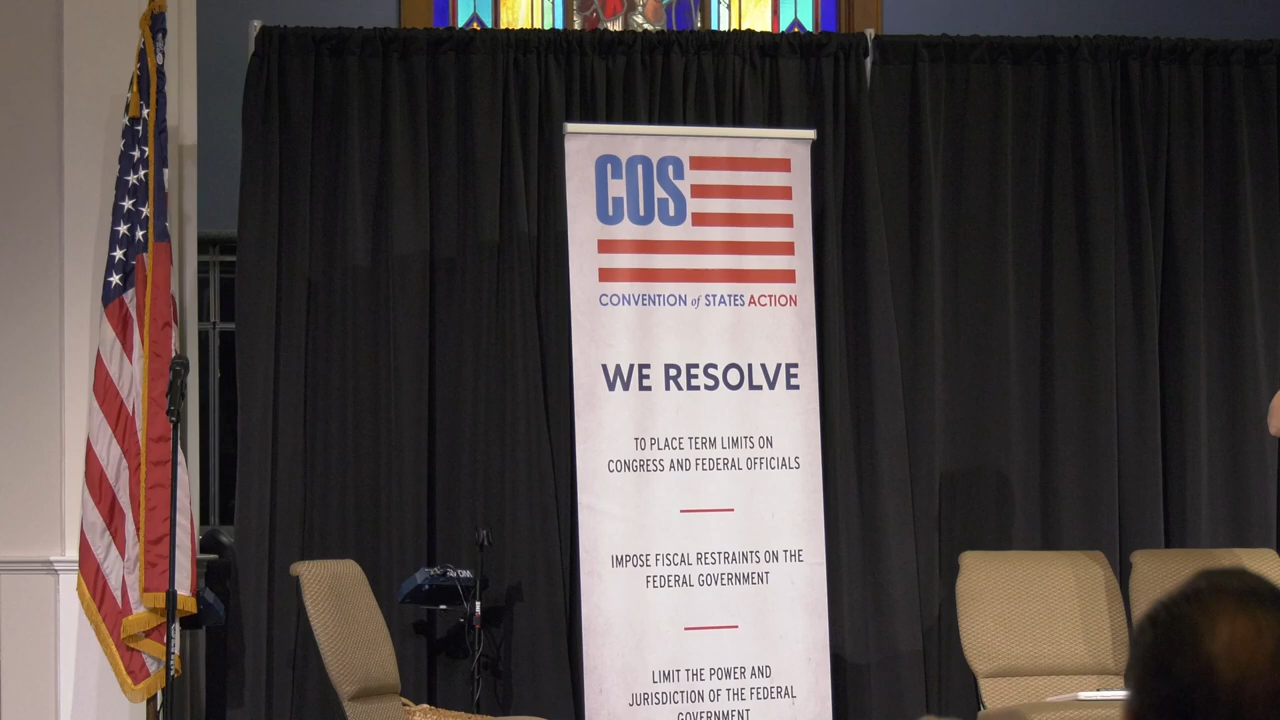 COS
CONVENTION of STATES ACTION
WE RESOLVE
TO PLACE TERM LIMITS ON
CONGRESS AND FEDERAL OFFICIALS
IMPOSE FISCAL RESTRAINTS ON THE
FEDERAL GOVERNMENT
LIMIT THE POWER AND
JURISDICTION OF THE FEDERAL
GOVERNMENT